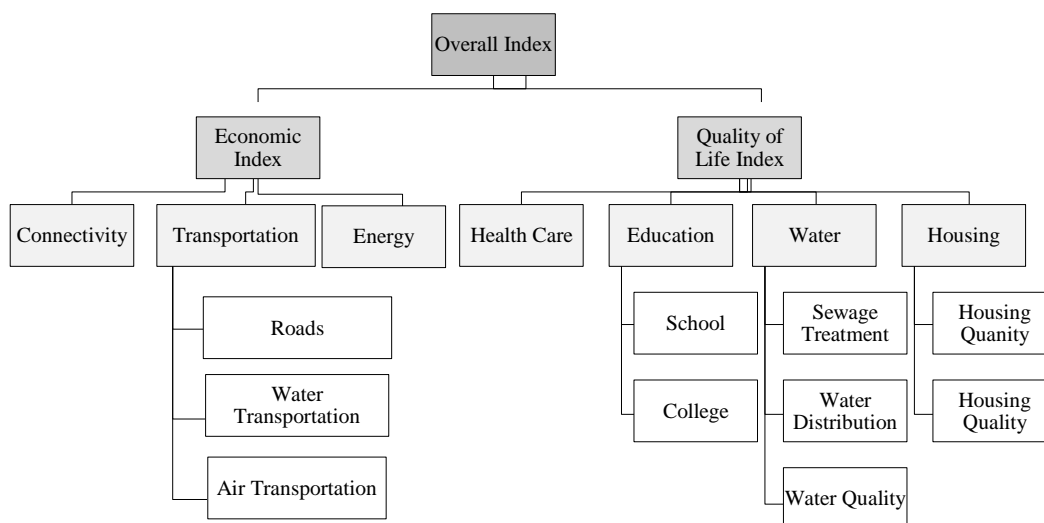 Overall Index
Economic
Index
Quality of
Life Index
Connectivity
Transportation
Energy
Health Care
Education
Water
Housing
Roads
Water
Transportation
Air Transportation
School
College
Sewage
Treatment
Water
Distribution
Water Quality
Housing
Quanity
Housing
Quality